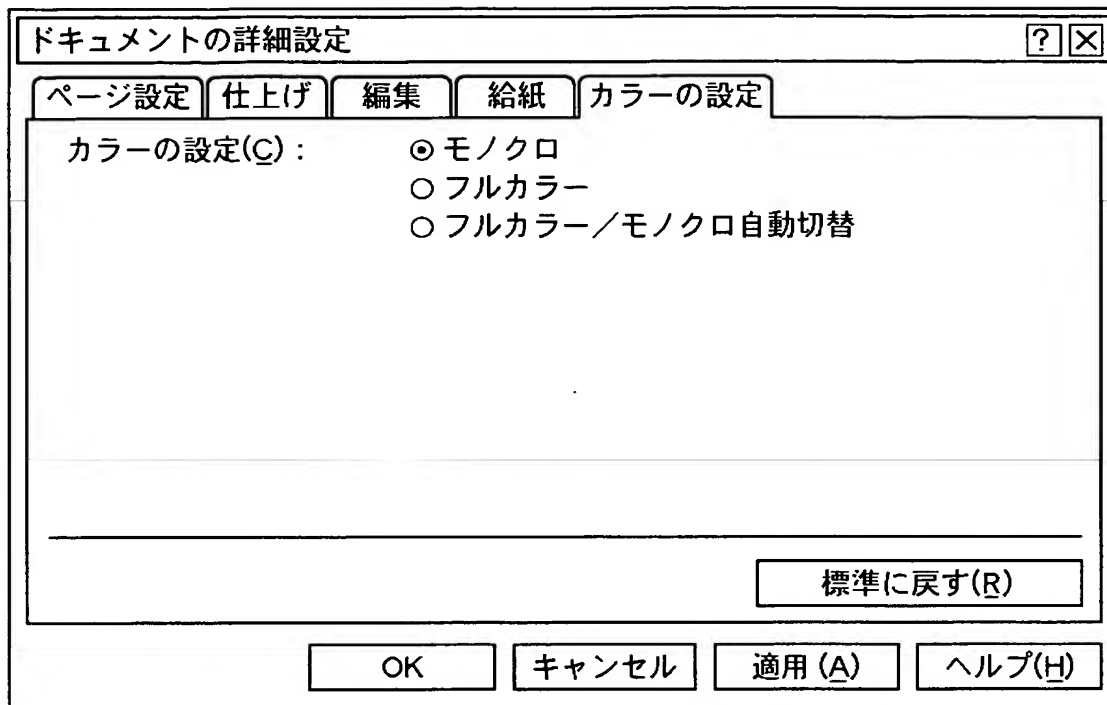 ドキュメントの詳細設定 ? ×
ページ設定 仕上げ 編集 給紙 カラーの設定
カラーの設定(C)： モノクロ
フルカラー
フルカラー／モノクロ自動切替
標準に戻す(R)
OK キャンセル 適用(A) ヘルプ(H)